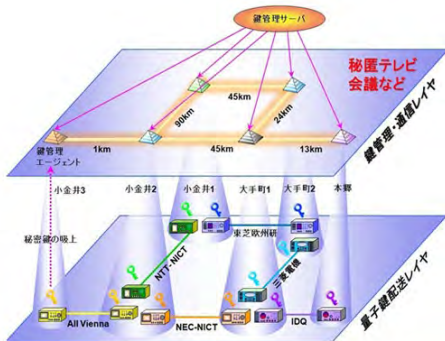 鍵管理サーバ
秘匿テレビ
会議など
45km
90km
24km
鍵管理
エージェント
1km
45km
13km
鍵管理・通信レイヤ
小金井3
小金井2
小金井1
大手町1
大手町2
本郷
秘密鍵の吸上
NTT-NICT
東芝欧州研
三菱電機
All Vienna
NEC-NICT
IDQ
量子鍵配送レイヤ